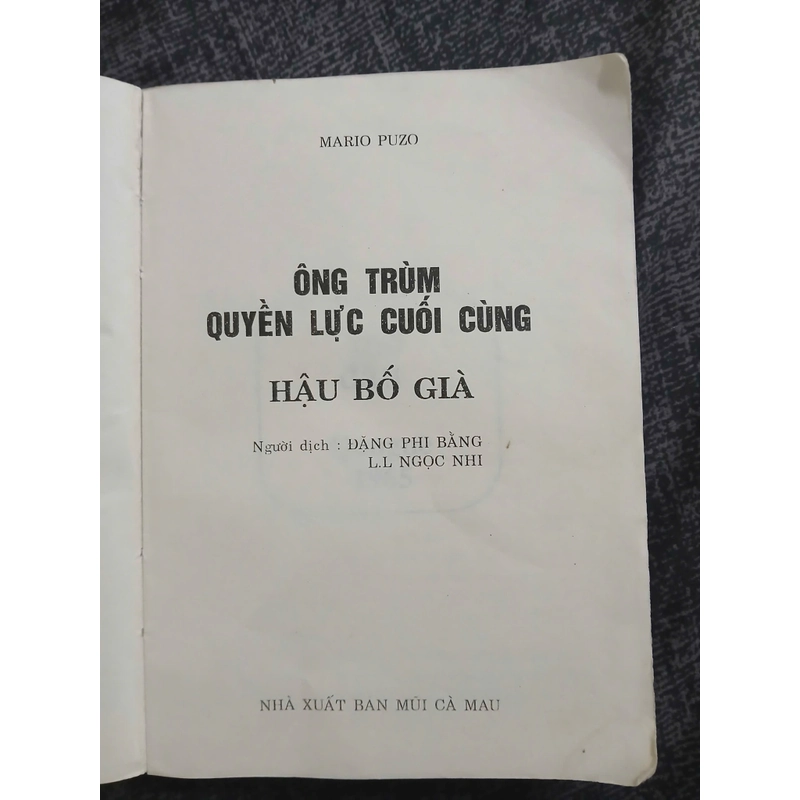 MARIO PUZO
ÔNG TRÙM
QUYỀN LỰC CUỐI CÙNG
HẬU BỐ GIÀ
Người dịch : ĐẶNG PHI BẰNG
L.L NGỌC NHI
NHÀ XUẤT BAN MŨI CÀ MAU